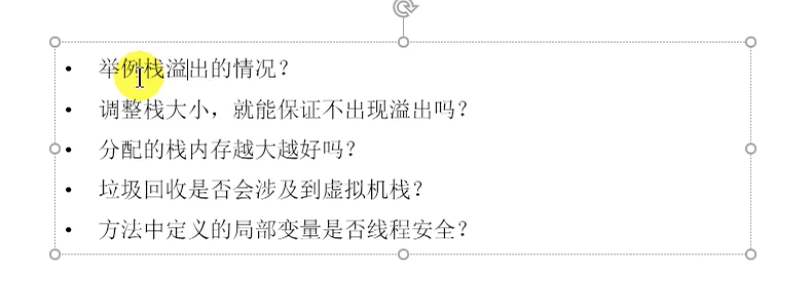 • 举例栈溢出的情况？
• 调整栈大小，就能保证不出现溢出吗？
• 分配的栈内存越大越好吗？
• 垃圾回收是否会涉及到虚拟机栈？
• 方法中定义的局部变量是否线程安全？